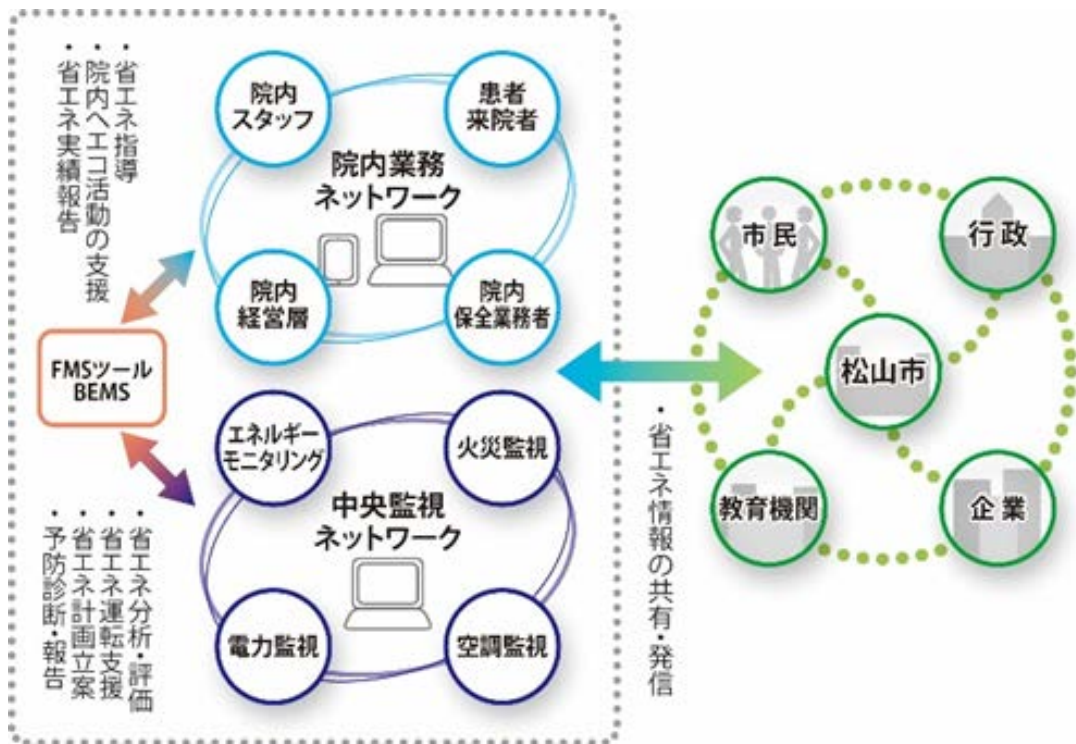 ・省エネ指導
・院内へエコ活動の支援
・省エネ実績報告
院内
スタッフ
患者
来院者
院内業務
ネットワーク
院内
経営層
院内
保全業務者
FMSツール
BEMS
エネルギー
モニタリング
火災監視
中央監視
ネットワーク
電力監視
空調監視
・省エネ分析・評価
・省エネ運転支援
・省エネ計画立案
・予防診断・報告
・省エネ情報の共有・発信
市民
行政
松山市
教育機関
企業